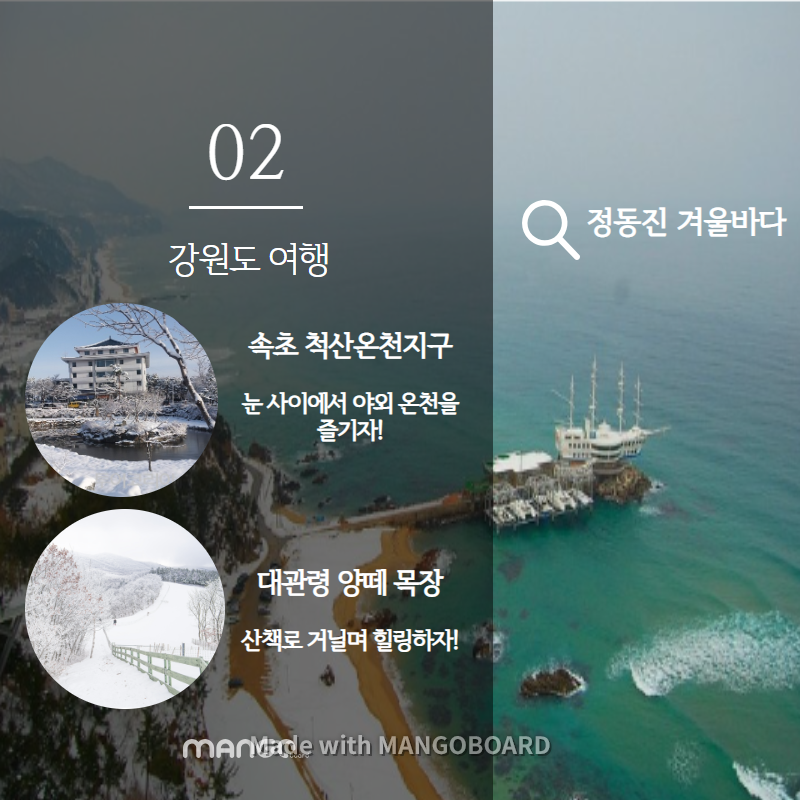 02
강원도 여행
정동진 겨울바다
속초 척산온천지구
눈 사이에서 야외 온천을
즐기자!
대관령 양떼 목장
산책로 거닐며 힐링하자!
mango board
Made with MANGOBOARD